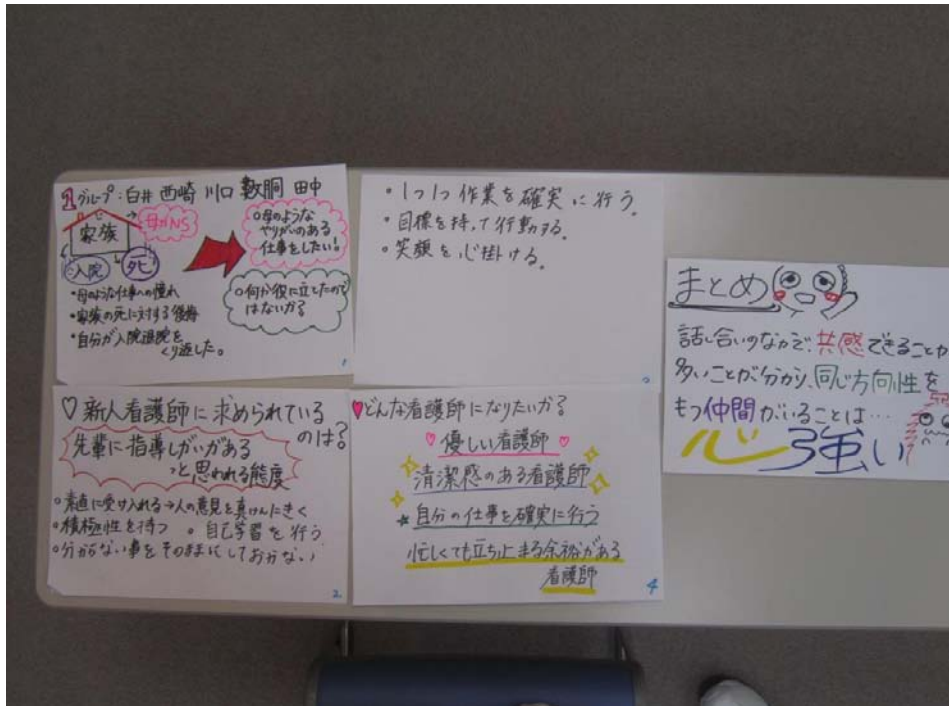 1グループ:白井 西崎 川口 數胴 田中
家族
母がNS
入院
死
・母のような仕事への憧れ
・家族の死に対する後悔
・自分が入院退院を
くり返した。
○母のような
やりがいのある
仕事をしたい!
○何か役に立てたので
はないか?
1
♡新人看護師に求められている
のは?
先輩に指導しがいがある
っと思われる態度
○素直に受け入れる→人の意見を真けんにきく
○積極性を持つ ○自己学習を行う
○分からない事をそのままにしておかない
2
・1つ1つ作業を確実に行う。
・目標を持って行動する。
・笑顔を心掛ける。
3
♥どんな看護師になりたいか?
♥優しい看護師♥
清潔感のある看護師
★自分の仕事を確実に行う
忙しくても立ち止まる余裕がある
看護師
4
まとめ
話し合いのなかで、共感できることが
多いことが分かり、同じ方向性を
もつ仲間がいることは…
心強い